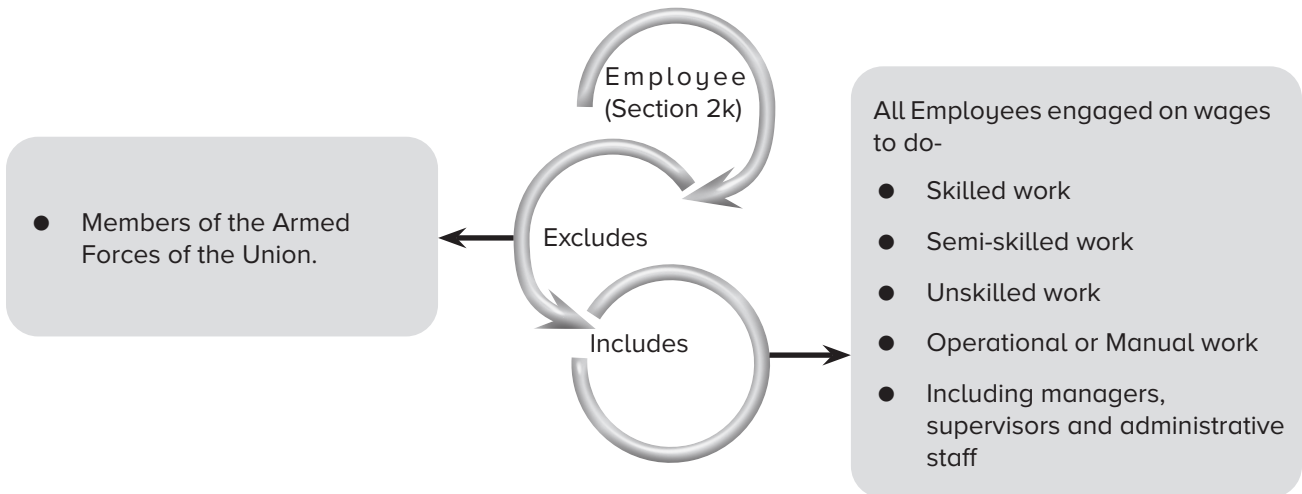 Employee
(Section 2k)
Excludes
● Members of the Armed
Forces of the Union.
Includes
All Employees engaged on wages
to do-
● Skilled work
● Semi-skilled work
● Unskilled work
● Operational or Manual work
● Including managers,
supervisors and administrative
staff